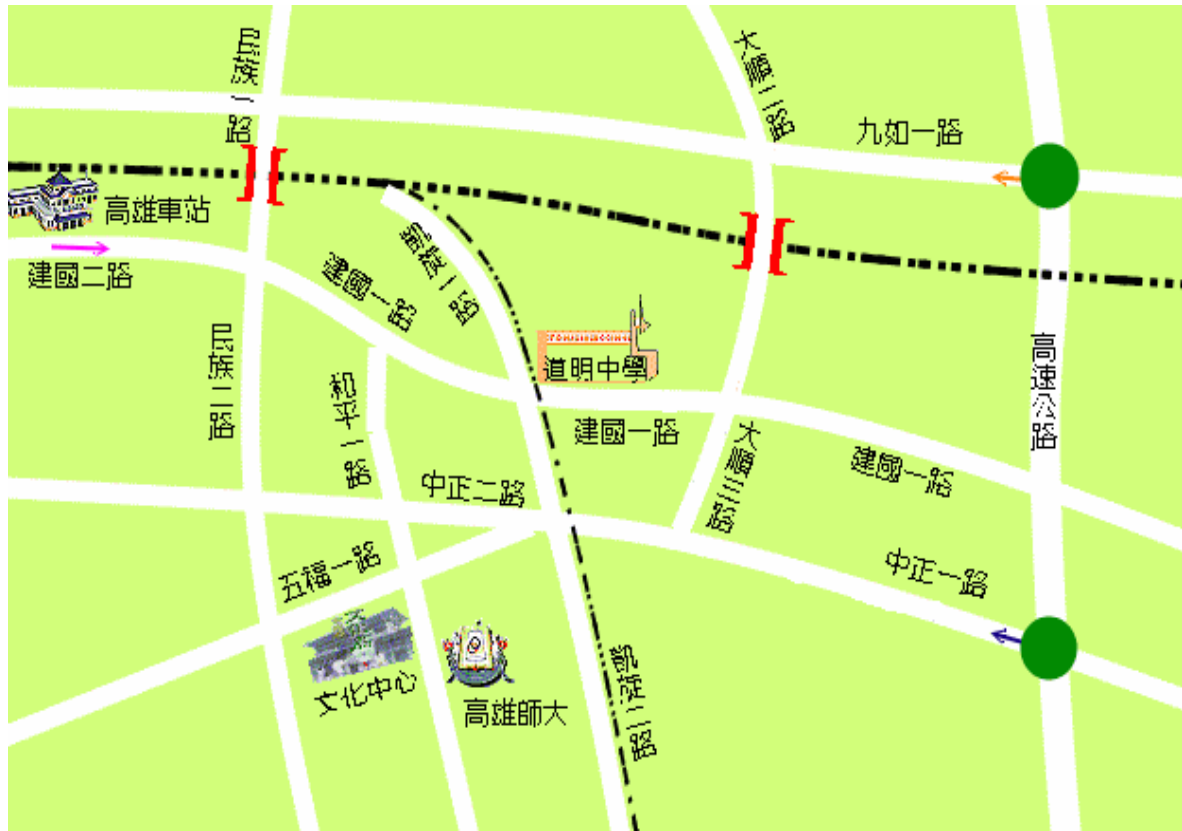 民族一路
大順二路
九如一路
高雄車站
建國二路
建國一路
凱旋一路
道明中學
高速公路
民族二路
和平一路
建國一路
大順三路
建國一路
中正二路
中正一路
五福一路
文化中心
高雄師大
凱旋二路